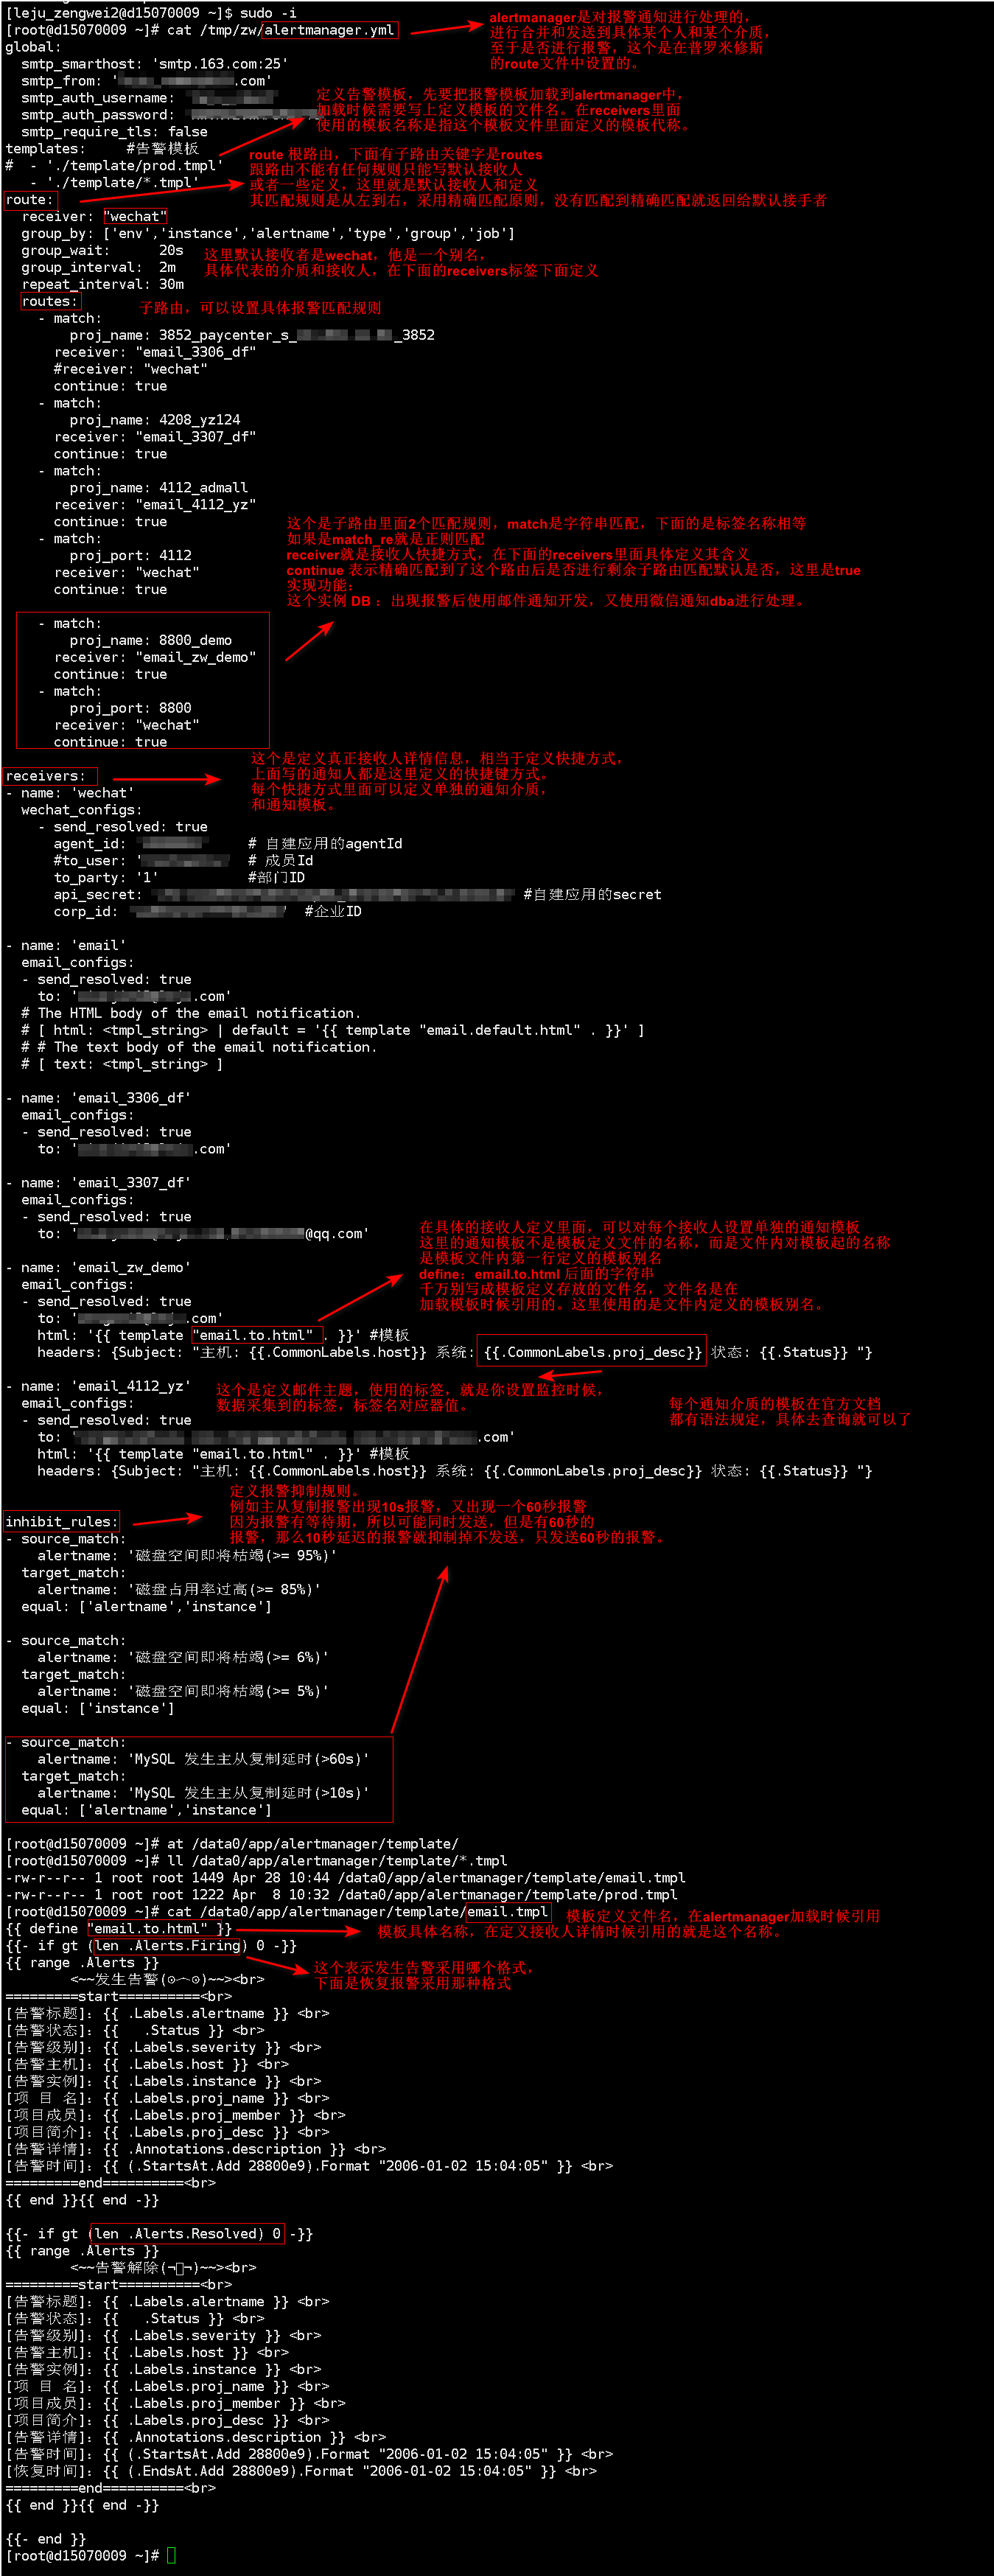 [leju_zengwei2@d15070009 ~]$ sudo -i
[root@d15070009 ~]# cat /tmp/zw/alertmanager.yml
alertmanager是对报警通知进行处理的,
进行合并和发送到具体某个人和某个介质,
至于是否进行报警，这个是在普罗米修斯
的route文件中设置的。
global:
  smtp_smarthost: 'smtp.163.com:25'
  smtp_from: '.com'
  smtp_auth_username:
  smtp_auth_password:
  smtp_require_tls: false
定义告警模板，先要把报警模板加载到alertmanager中,
加载时候需要写上定义模板的文件名。在receivers里面
使用的模板名称是指这个模板文件里面定义的模板代称。
templates:     #告警模板
#  - './template/prod.tmpl'
   - './template/*.tmpl'
route 根路由，下面有子路由关键字是routes
跟路由不能有任何规则只能写默认接收人
或者一些定义，这里就是默认接收人和定义
其匹配规则是从左到右，采用精确匹配原则，没有匹配到精确匹配就返回给默认接手者
route:
  receiver: "wechat"
  group_by: ['env','instance','alertname','type','group','job']
  group_wait:      20s
  group_interval:  2m
  repeat_interval: 30m
这里默认接收者是wechat，他是一个别名,
具体代表的介质和接收人，在下面的receivers标签下面定义
  routes:
子路由，可以设置具体报警匹配规则
    - match:
        proj_name: 3852_paycenter_s_ _3852
      receiver: "email_3306_df"
      #receiver: "wechat"
      continue: true
    - match:
        proj_name: 4208_yz124
      receiver: "email_3307_df"
      continue: true
    - match:
        proj_name: 4112_admall
      receiver: "email_4112_yz"
      continue: true
    - match:
        proj_port: 4112
      receiver: "wechat"
      continue: true
这个是子路由里面2个匹配规则，match是字符串匹配，下面的是标签名称相等
如果是match_re就是正则匹配
receiver就是接收人快捷方式，在下面的receivers里面具体定义其含义
continue 表示精确匹配到了这个路由后是否进行剩余子路由匹配默认是否，这里是true
实现功能:
这个实例 DB ：出现报警后使用邮件通知开发，又使用微信通知dba进行处理。
    - match:
        proj_name: 8800_demo
      receiver: "email_zw_demo"
      continue: true
    - match:
        proj_port: 8800
      receiver: "wechat"
      continue: true
这个是定义真正接收人详情信息，相当于定义快捷方式,
上面写的通知人都是这里定义的快捷键方式。
每个快捷方式里面可以定义单独的通知介质,
和通知模板。
receivers:
- name: 'wechat'
  wechat_configs:
    - send_resolved: true
      agent_id:      # 自建应用的agentId
      #to_user: '   # 成员Id
      to_party: '1'           #部门ID
      api_secret:  #自建应用的secret
      corp_id: '  #企业ID
- name: 'email'
  email_configs:
  - send_resolved: true
    to: '.com'
  # The HTML body of the email notification.
  # [ html: <tmpl_string> | default = '{{ template "email.default.html" . }}' ]
  # # The text body of the email notification.
  # [ text: <tmpl_string> ]
- name: 'email_3306_df'
  email_configs:
  - send_resolved: true
    to: '.com'
- name: 'email_3307_df'
  email_configs:
  - send_resolved: true
    to: '@qq.com'
在具体的接收人定义里面，可以对每个接收人设置单独的通知模板
这里的通知模板不是模板定义文件的名称，而是文件内对模板起的名称
是模板文件内第一行定义的模板别名
define：email.to.html 后面的字符串
千万别写成模板定义存放的文件名，文件名是在
加载模板时候引用的。这里使用的是文件内定义的模板别名。
- name: 'email_zw_demo'
  email_configs:
  - send_resolved: true
    to: '.com'
    html: '{{ template "email.to.html" . }}' #模板
    headers: {Subject: "主机: {{.CommonLabels.host}} 系统: {{.CommonLabels.proj_desc}} 状态: {{.Status}} "}
这个是定义邮件主题，使用的标签，就是你设置监控时候,
数据采集到的标签，标签名对应器值。
每个通知介质的模板在官方文档
都有语法规定，具体去查询就可以了
- name: 'email_4112_yz'
  email_configs:
  - send_resolved: true
    to: '.com'
    html: '{{ template "email.to.html" . }}' #模板
    headers: {Subject: "主机: {{.CommonLabels.host}} 系统: {{.CommonLabels.proj_desc}} 状态: {{.Status}} "}
定义报警抑制规则。
例如主从复制报警出现10s报警，又出现一个60秒报警
因为报警有等待期，所以可能同时发送，但是有60秒的
报警，那么10秒延迟的报警就抑制掉不发送，只发送60秒的报警。
inhibit_rules:
- source_match:
    alertname: '磁盘空间即将枯竭(>= 95%)'
  target_match:
    alertname: '磁盘占用率过高(>= 85%)'
  equal: ['alertname','instance']
- source_match:
    alertname: '磁盘空间即将枯竭(>= 6%)'
  target_match:
    alertname: '磁盘空间即将枯竭(>= 5%)'
  equal: ['instance']
- source_match:
    alertname: 'MySQL 发生主从复制延时(>60s)'
  target_match:
    alertname: 'MySQL 发生主从复制延时(>10s)'
  equal: ['alertname','instance']
[root@d15070009 ~]# at /data0/app/alertmanager/template/
[root@d15070009 ~]# ll /data0/app/alertmanager/template/*.tmpl
-rw-r--r-- 1 root root 1449 Apr 28 10:44 /data0/app/alertmanager/template/email.tmpl
-rw-r--r-- 1 root root 1222 Apr  8 10:32 /data0/app/alertmanager/template/prod.tmpl
[root@d15070009 ~]# cat /data0/app/alertmanager/template/email.tmpl
模板定义文件名，在alertmanager加载时候引用
{{ define "email.to.html" }}
模板具体名称，在定义接收人详情时候引用的就是这个名称。
{{- if gt (len .Alerts.Firing) 0 -}}
{{ range .Alerts }}
这个表示发生告警采用哪个格式,
下面是恢复报警采用那种格式
        <~~发生告警(⊙︵⊙)~~><br>
=========start==========<br>
[告警标题]: {{ .Labels.alertname }} <br>
[告警状态]: {{   .Status }} <br>
[告警级别]: {{ .Labels.severity }} <br>
[告警主机]: {{ .Labels.host }} <br>
[告警实例]: {{ .Labels.instance }} <br>
[项 目 名]: {{ .Labels.proj_name }} <br>
[项目成员]: {{ .Labels.proj_member }} <br>
[项目简介]: {{ .Labels.proj_desc }} <br>
[告警详情]: {{ .Annotations.description }} <br>
[告警时间]: {{ (.StartsAt.Add 28800e9).Format "2006-01-02 15:04:05" }} <br>
=========end==========<br>
{{ end }}{{ end -}}
{{- if gt (len .Alerts.Resolved) 0 -}}
{{ range .Alerts }}
        <~~告警解除(¬□¬)~~><br>
=========start==========<br>
[告警标题]: {{ .Labels.alertname }} <br>
[告警状态]: {{   .Status }} <br>
[告警级别]: {{ .Labels.severity }} <br>
[告警主机]: {{ .Labels.host }} <br>
[告警实例]: {{ .Labels.instance }} <br>
[项 目 名]: {{ .Labels.proj_name }} <br>
[项目成员]: {{ .Labels.proj_member }} <br>
[项目简介]: {{ .Labels.proj_desc }} <br>
[告警详情]: {{ .Annotations.description }} <br>
[告警时间]: {{ (.StartsAt.Add 28800e9).Format "2006-01-02 15:04:05" }} <br>
[恢复时间]: {{ (.EndsAt.Add 28800e9).Format "2006-01-02 15:04:05" }} <br>
=========end==========<br>
{{ end }}{{ end -}}
{{- end }}
[root@d15070009 ~]#